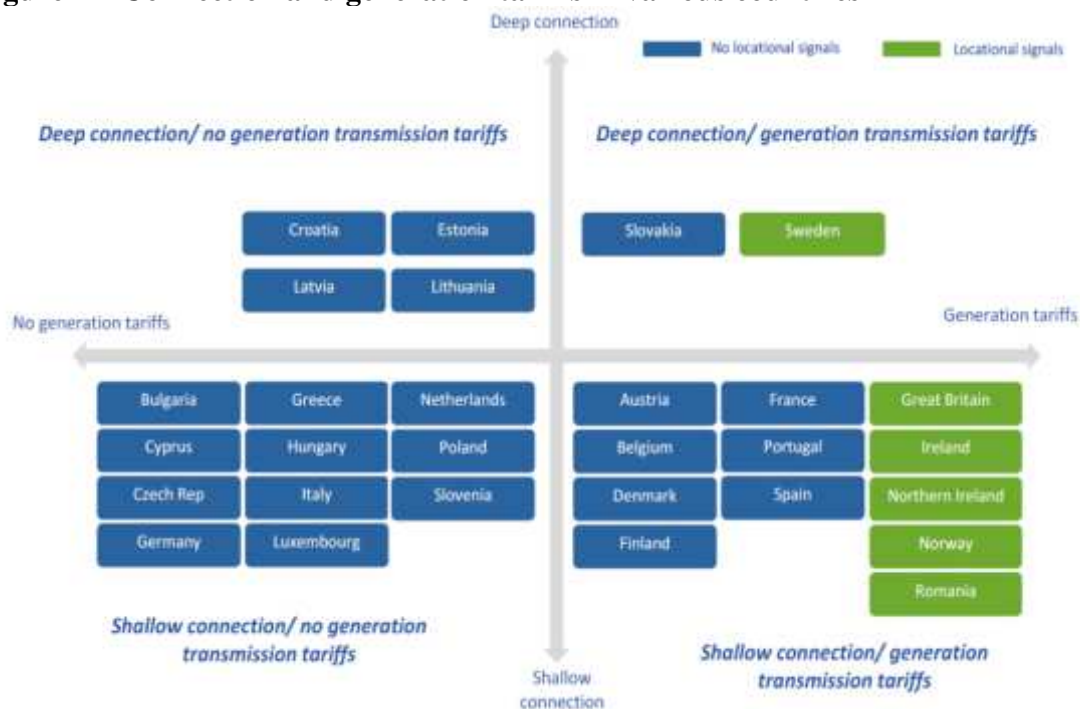 Deep connection
No locational signals
Locational signals
Deep connection/ no generation transmission tariffs
Deep connection/ generation transmission tariffs
Croatia
Estonia
Slovakia
Sweden
Latvia
Lithuania
No generation tariffs
Generation tariffs
Bulgaria
Greece
Netherlands
Austria
France
Great Britain
Cyprus
Hungary
Poland
Belgium
Portugal
Ireland
Czech Rep
Italy
Slovenia
Denmark
Spain
Northern Ireland
Germany
Luxembourg
Finland
Norway
Romania
Shallow connection/ no generation
transmission tariffs
Shallow connection/ generation
transmission tariffs
Shallow
connection